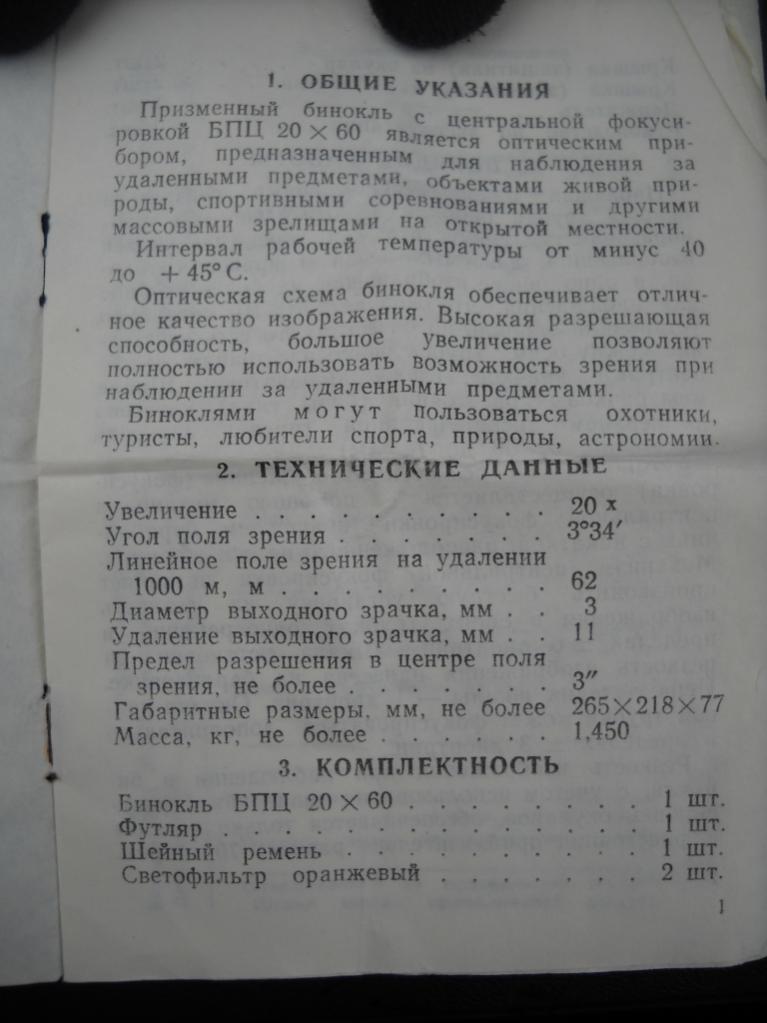 1. ОБЩИЕ УКАЗАНИЯ
Призменный бинокль с центральной фокуси-
ровкой БПЦ 20×60 является оптическим при-
бором, предназначенным для наблюдения за
удаленными предметами, объектами живой при-
роды, спортивными соревнованиями и другими
массовыми зрелищами на открытой местности.
Интервал рабочей температуры от минус 40
до +45°С.
Оптическая схема бинокля обеспечивает отлич-
ное качество изображения. Высокая разрешающая
способность, большое увеличение позволяют
полностью использовать возможность зрения при
наблюдении за удаленными предметами.
Биноклями могут пользоваться охотники,
туристы, любители спорта, природы, астрономии.
2. ТЕХНИЧЕСКИЕ ДАННЫЕ
Увеличение . . . . . . . . . . 20 x
Угол поля зрения . . . . . . . 3°34′
Линейное поле зрения на удалении
1000 м, м . . . . . . . . . . 62
Диаметр выходного зрачка, мм . . 3
Удаление выходного зрачка, мм . . 11
Предел разрешения в центре поля
зрения, не более . . . . . . . 3″
Габаритные размеры, мм, не более 265×218×77
Масса, кг, не более . . . . . . 1,450
3. КОМПЛЕКТНОСТЬ
Бинокль БПЦ 20×60 . . . . . . . . 1 шт.
Футляр . . . . . . . . . . . . . . 1 шт.
Шейный ремень . . . . . . . . . . 1 шт.
Светофильтр оранжевый . . . . . . 2 шт.
1